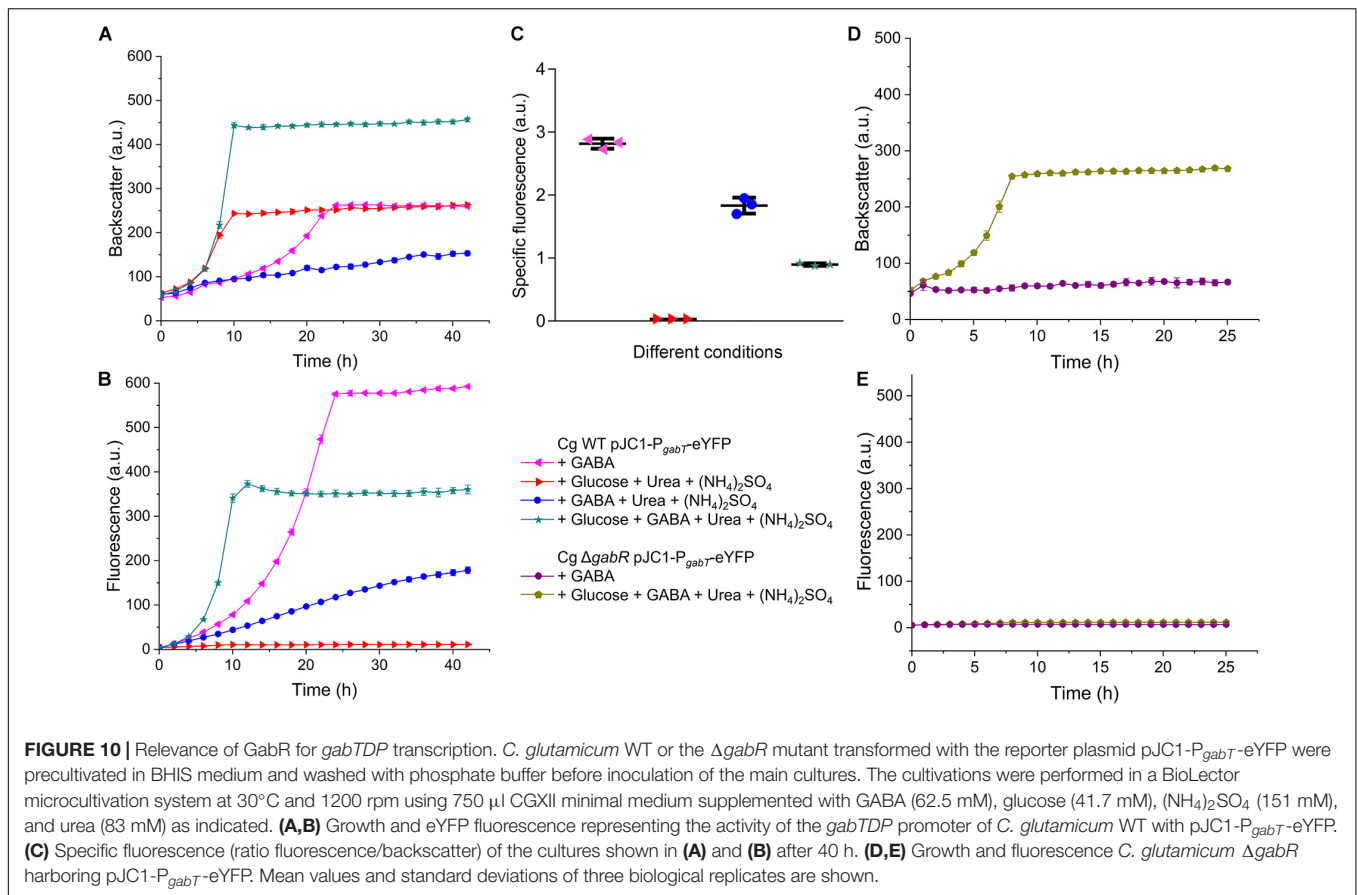 A
600
500
400
300
200
100
0
Backscatter (a.u.)
0 10 20 30 40
Time (h)
B
600
500
400
300
200
100
0
Fluorescence (a.u.)
0 10 20 30 40
Time (h)
C
4
3
2
1
0
Specific fluorescence (a.u.)
Different conditions
Cg WT pJC1-PgabT-eYFP
+ GABA
+ Glucose + Urea + (NH4)2SO4
+ GABA + Urea + (NH4)2SO4
+ Glucose + GABA + Urea + (NH4)2SO4
Cg ΔgabR pJC1-PgabT-eYFP
+ GABA
+ Glucose + GABA + Urea + (NH4)2SO4
D
500
400
300
200
100
0
Backscatter (a.u.)
0 5 10 15 20 25
Time (h)
E
500
400
300
200
100
0
Fluorescence (a.u.)
0 5 10 15 20 25
Time (h)
FIGURE 10 | Relevance of GabR for gabTDP transcription. C. glutamicum WT or the ΔgabR mutant transformed with the reporter plasmid pJC1-PgabT-eYFP were
precultivated in BHIS medium and washed with phosphate buffer before inoculation of the main cultures. The cultivations were performed in a BioLector
microcultivation system at 30°C and 1200 rpm using 750 μl CGXII minimal medium supplemented with GABA (62.5 mM), glucose (41.7 mM), (NH4)2SO4 (151 mM),
and urea (83 mM) as indicated. (A,B) Growth and eYFP fluorescence representing the activity of the gabTDP promoter of C. glutamicum WT with pJC1-PgabT-eYFP.
(C) Specific fluorescence (ratio fluorescence/backscatter) of the cultures shown in (A) and (B) after 40 h. (D,E) Growth and fluorescence C. glutamicum ΔgabR
harboring pJC1-PgabT-eYFP. Mean values and standard deviations of three biological replicates are shown.